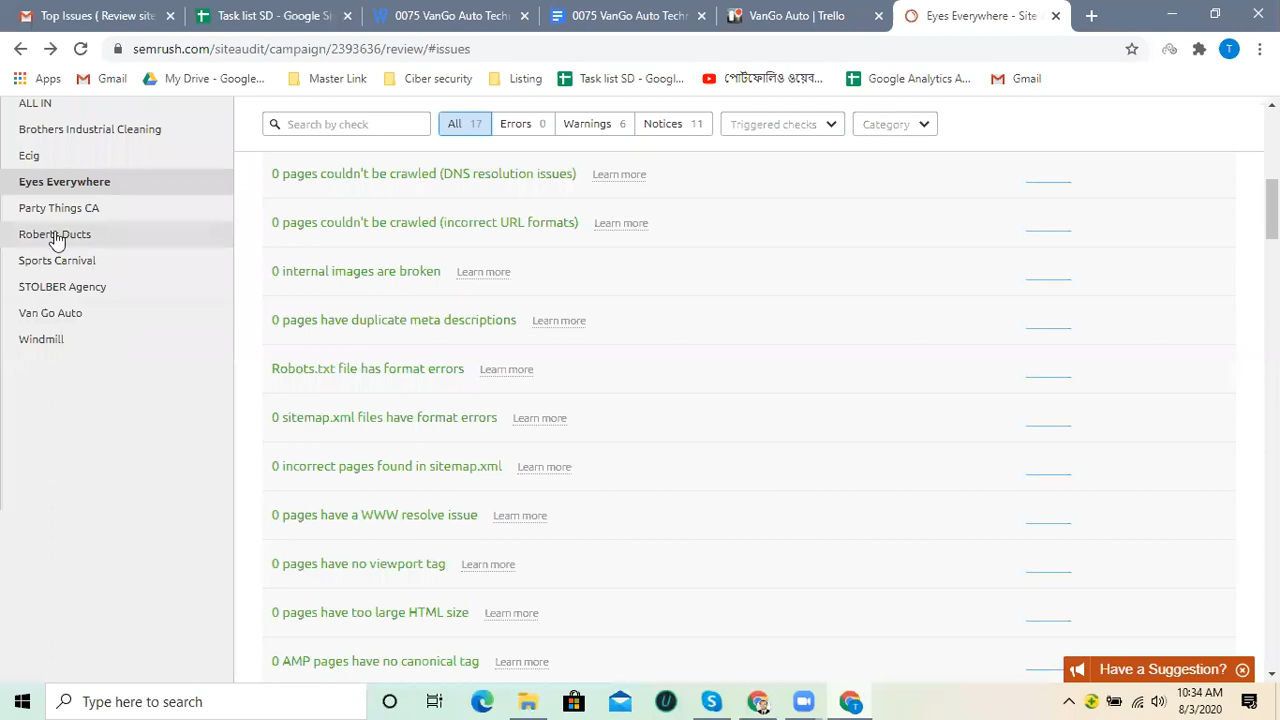 Top Issues ( Review site
Task list SD - Google S
0075 VanGo Auto Techn
0075 VanGo Auto Techn
VanGo Auto | Trello
Eyes Everywhere - Site
semrush.com/siteaudit/campaign/2393636/review/#issues
T
Apps
Gmail
My Drive - Google...
Master Link
Ciber security
Listing
Task list SD - Googl...
পোর্টফোলিও ওয়েব...
Google Analytics A...
Gmail
ALL IN
Brothers Industrial Cleaning
Ecig
Eyes Everywhere
Party Things CA
Sports Carnival
STOLBER Agency
Van Go Auto
Windmill
Search by check
All 17
Errors 0
Warnings 6
Notices 11
Triggered checks
Category
0 pages couldn't be crawled (DNS resolution issues) Learn more
0 pages couldn't be crawled (incorrect URL formats) Learn more
0 internal images are broken Learn more
0 pages have duplicate meta descriptions Learn more
Robots.txt file has format errors Learn more
0 sitemap.xml files have format errors Learn more
0 incorrect pages found in sitemap.xml Learn more
0 pages have a WWW resolve issue Learn more
0 pages have no viewport tag Learn more
0 pages have too large HTML size Learn more
0 AMP pages have no canonical tag Learn more
Have a Suggestion?
Type here to search
10:34 AM
8/3/2020